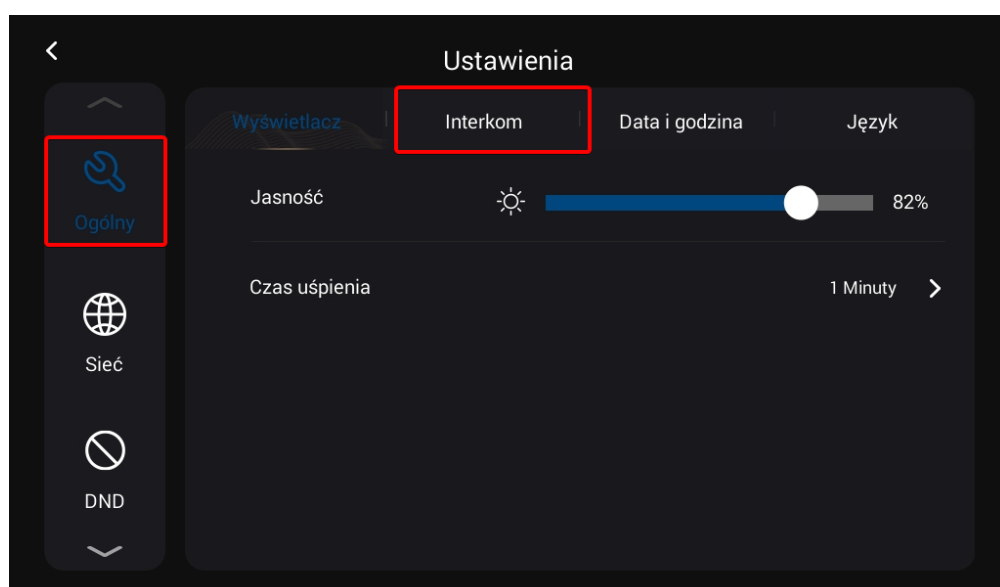 Ustawienia
Wyświetlacz Interkom Data i godzina Język
Ogólny
Jasność 82%
Czas uśpienia 1 Minuty
Sieć
DND